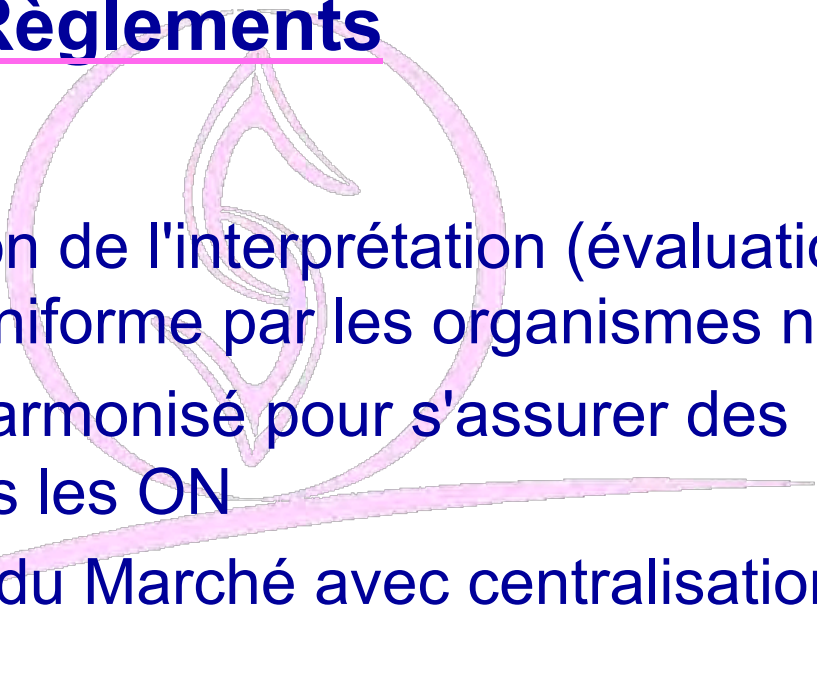 Règlements
on de l'interprétation (évaluatio
niforme par les organismes n
armonisé pour s'assurer des
s les ON
du Marché avec centralisation